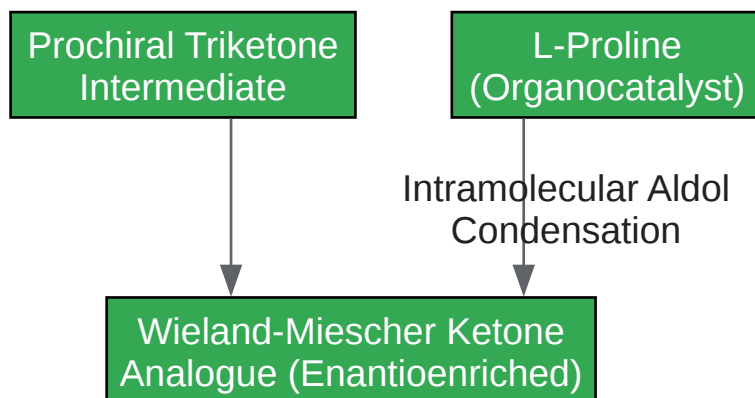 Prochiral Triketone
Intermediate
L-Proline
(Organocatalyst)
Intramolecular Aldol
Condensation
Wieland-Miescher Ketone
Analogue (Enantioenriched)